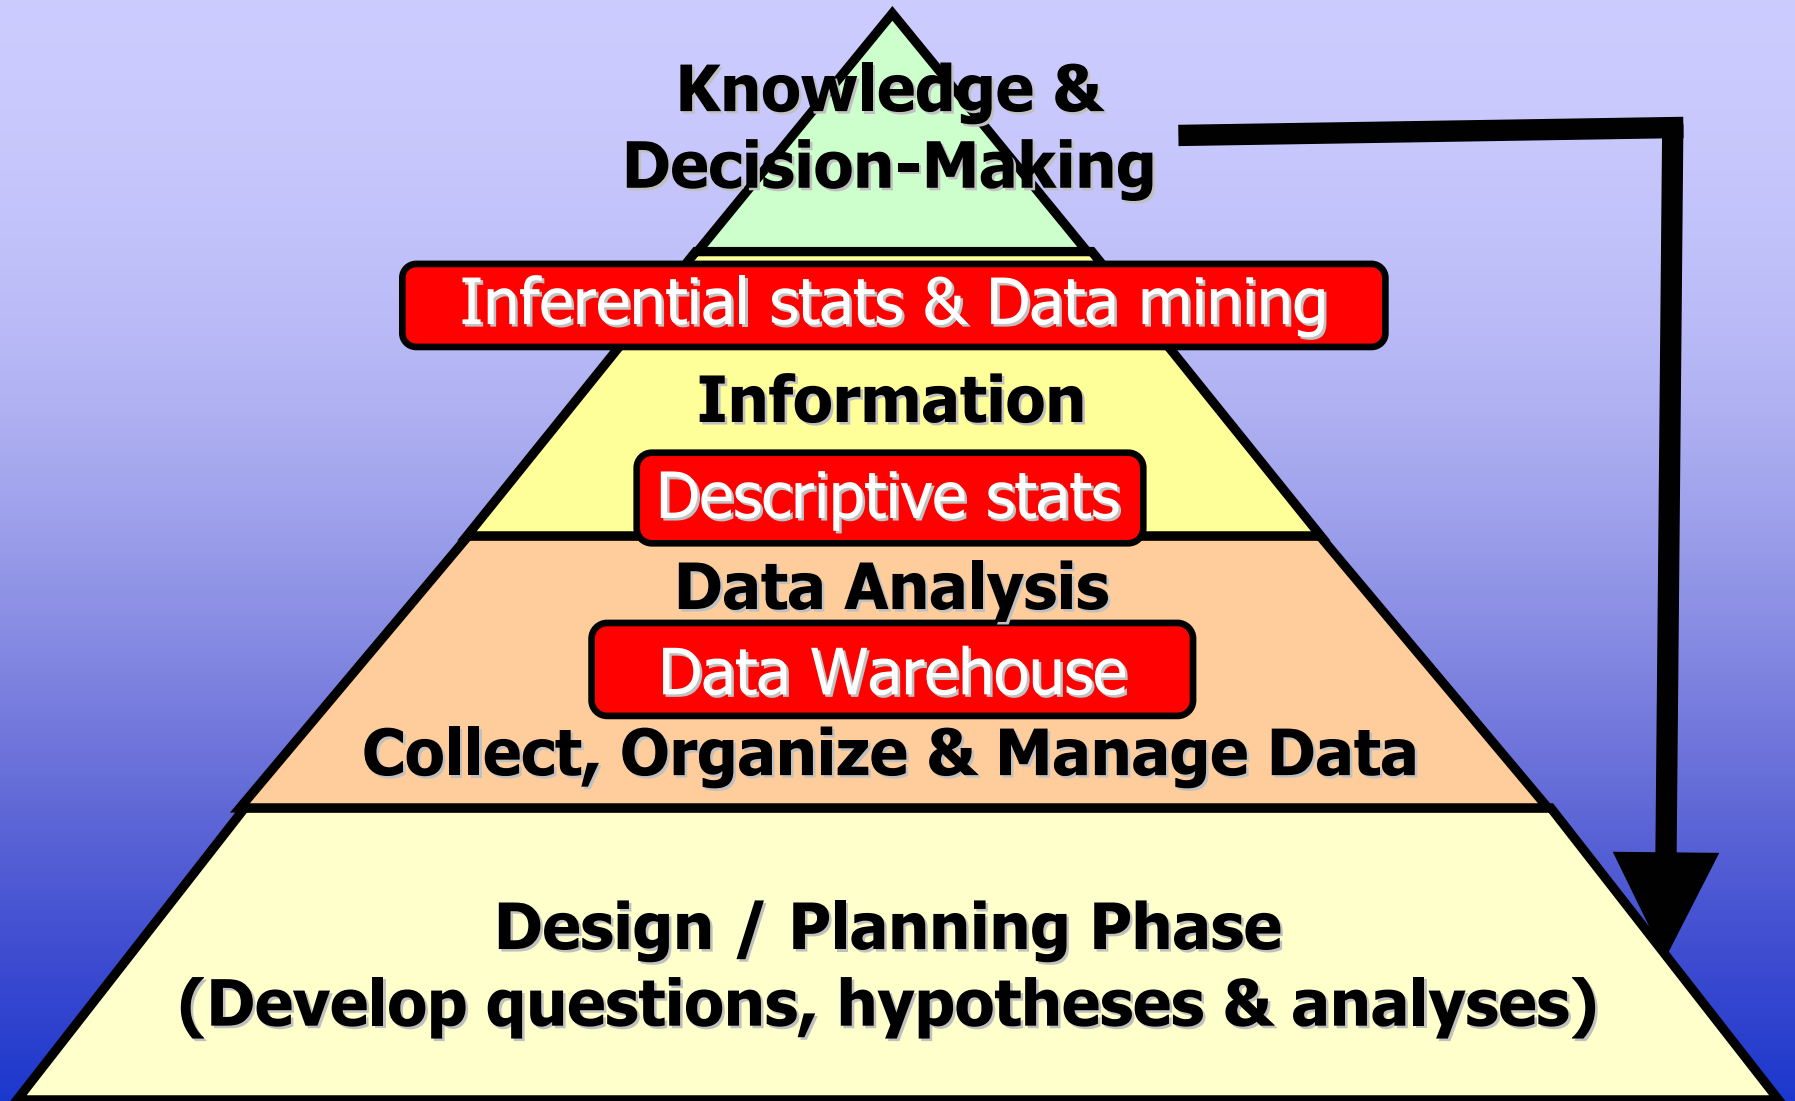 Knowledge &
Decision-Making
Inferential stats & Data mining
Information
Descriptive stats
Data Analysis
Data Warehouse
Collect, Organize & Manage Data
Design / Planning Phase
(Develop questions, hypotheses & analyses)